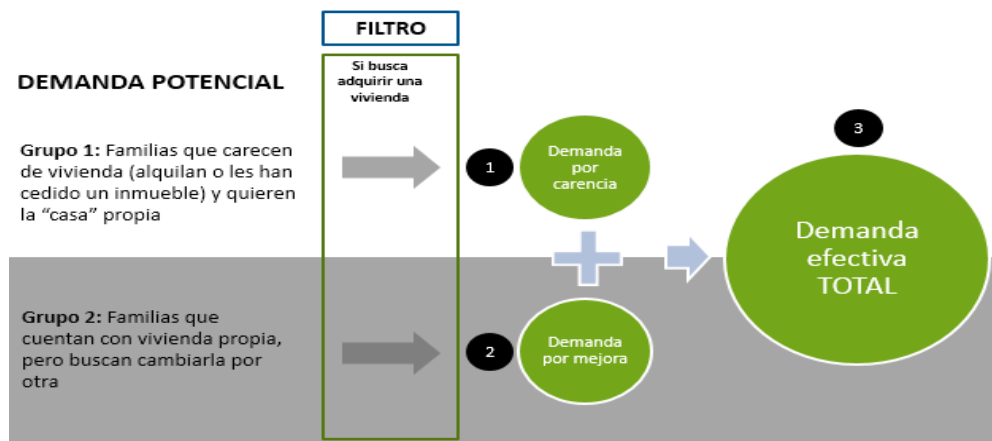 FILTRO
Si busca
adquirir una
vivienda
DEMANDA POTENCIAL
Grupo 1: Familias que carecen
de vivienda (alquilan o les han
cedido un inmueble) y quieren
la “casa” propia
1
Demanda
por
carencia
3
Demanda
efectiva
TOTAL
Grupo 2: Familias que
cuentan con vivienda propia,
pero buscan cambiarla por
otra
2
Demanda
por mejora